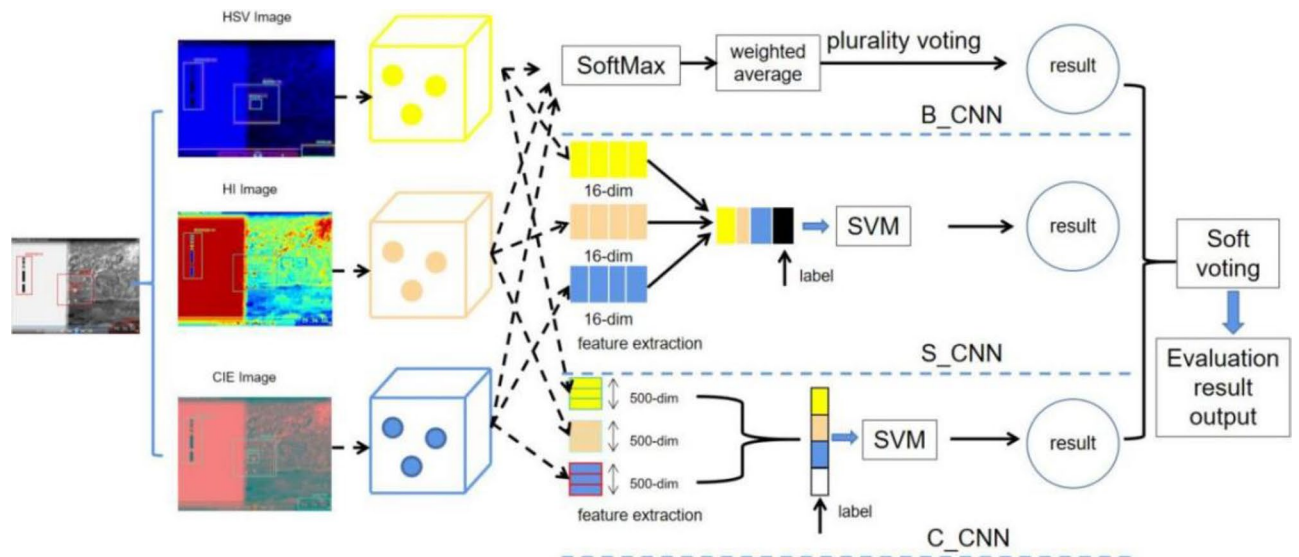 HSV Image
HI Image
CIE Image
SoftMax
weighted
average
plurality voting
result
B_CNN
16-dim
16-dim
16-dim
feature extraction
label
SVM
result
S_CNN
500-dim
500-dim
500-dim
feature extraction
label
SVM
result
C_CNN
Soft
voting
Evaluation
result
output